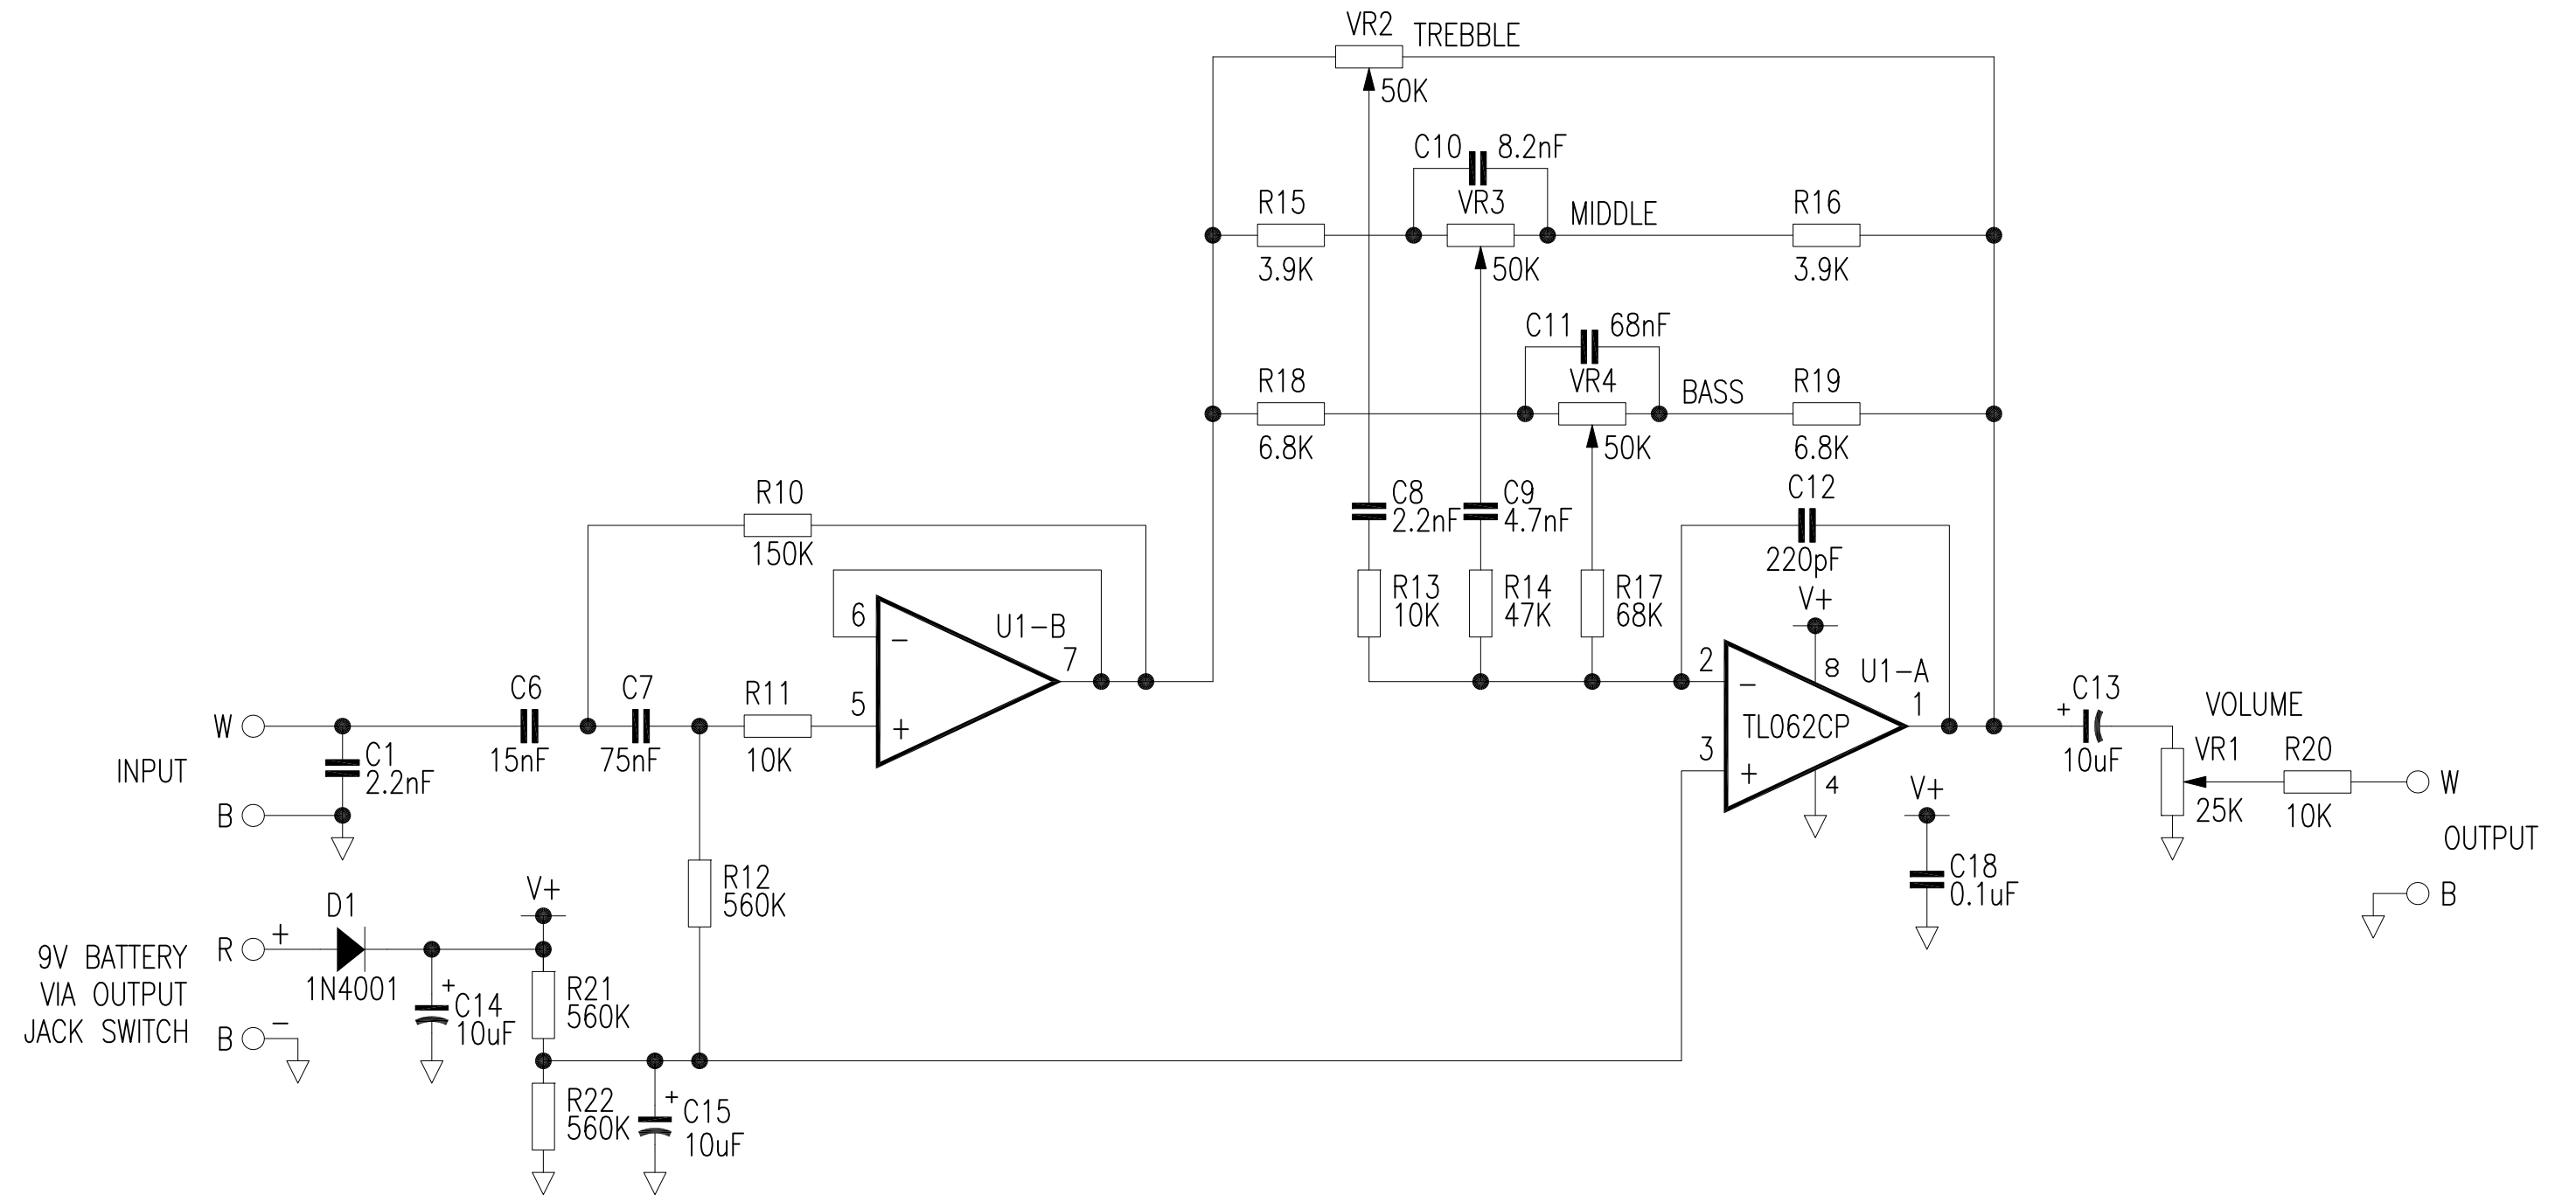 VR2 TREBBLE
50K
C10 8.2nF
R15
VR3
MIDDLE
R16
3.9K
50K
3.9K
C11 68nF
R18
VR4
BASS
R19
6.8K
50K
6.8K
R10
150K
C8
2.2nF
C9
4.7nF
C12
220pF
R13
10K
R14
47K
R17
68K
V+
6
-
U1-B
7
5
+
2
-
8
U1-A
1
TL062CP
3
+
4
W
INPUT
B
C1
2.2nF
C6
15nF
C7
75nF
R11
10K
+ C13
10uF
VOLUME
VR1
25K
R20
10K
W
OUTPUT
B
V+
C18
0.1uF
R12
560K
D1
V+
R +
1N4001
9V BATTERY
VIA OUTPUT
JACK SWITCH
B -
+
C14
10uF
R21
560K
R22
560K
+
C15
10uF